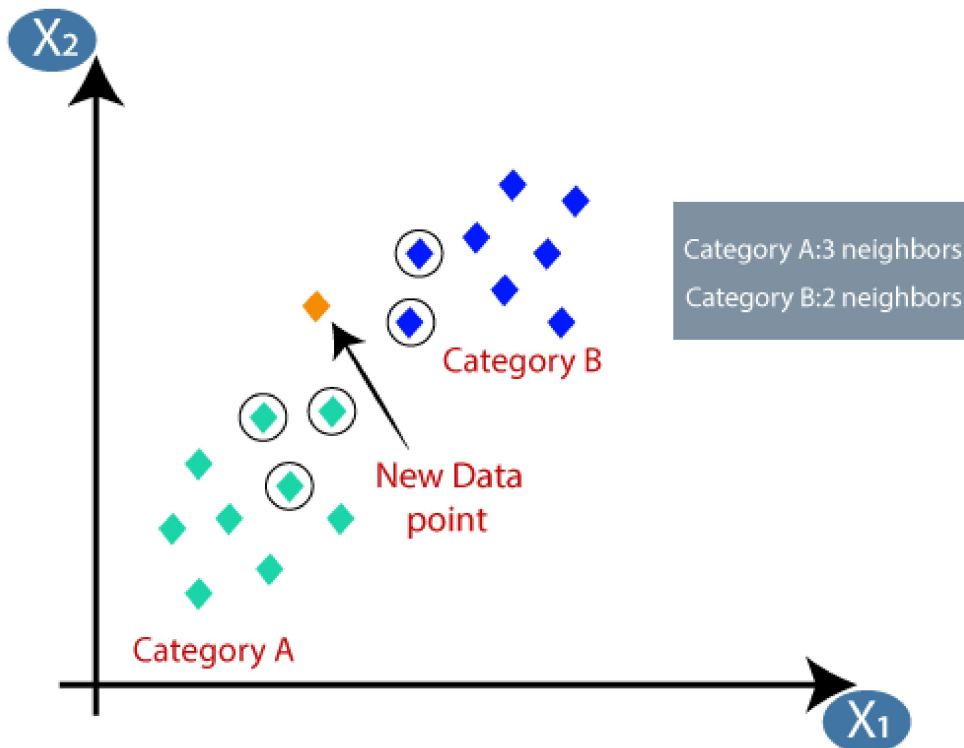 X₂
Category A:3 neighbors
Category B:2 neighbors
Category B
New Data
point
Category A
X₁